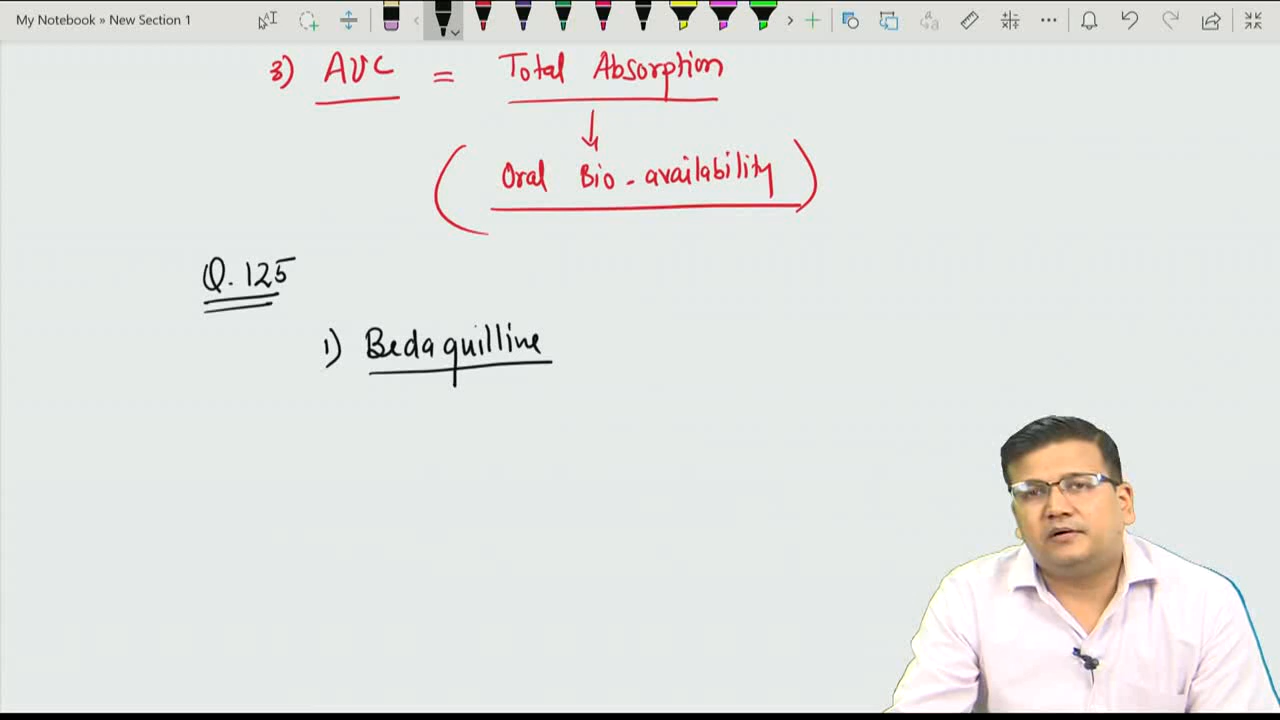 My Notebook » New Section 1
3) AUC = Total Absorption
(Oral Bio-availability)
Q. 125
1) Bedaquilline